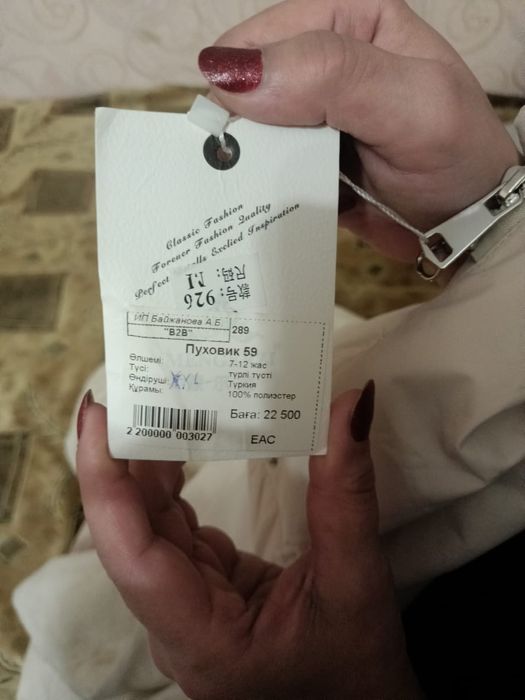 Classic Fashion
Forever Fashion Quality
Perfect lls Exclied Inspiration
款号: 926
尺码: M
ИП Байжанова А.Б
"B2B"
289
Пуховик 59
Өлшемі: 7-12 жас
Түсі: түрлі түсті
Өндіруші: XL Туркия
Құрамы: 100% полиэстер
Баға: 22 500
2 200000 003027
EAC